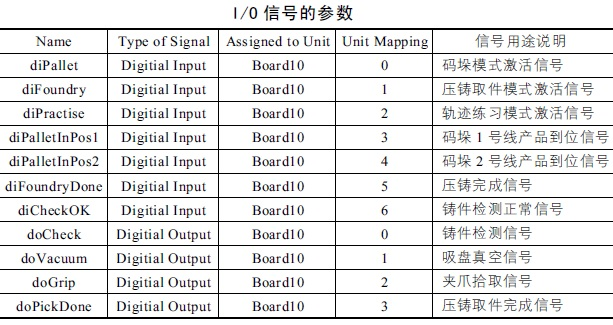 I/O 信号的参数
Name Type of Signal Assigned to Unit Unit Mapping 信号用途说明
diPallet Digitial Input Board10 0 码垛模式激活信号
diFoundry Digitial Input Board10 1 压铸取件模式激活信号
diPractise Digitial Input Board10 2 轨迹练习模式激活信号
diPalletInPos1 Digitial Input Board10 3 码垛 1 号线产品到位信号
diPalletInPos2 Digitial Input Board10 4 码垛 2 号线产品到位信号
diFoundryDone Digitial Input Board10 5 压铸完成信号
diCheckOK Digitial Input Board10 6 铸件检测正常信号
doCheck Digitial Output Board10 0 铸件检测信号
doVacuum Digitial Output Board10 1 吸盘真空信号
doGrip Digitial Output Board10 2 夹爪拾取信号
doPickDone Digitial Output Board10 3 压铸取件完成信号